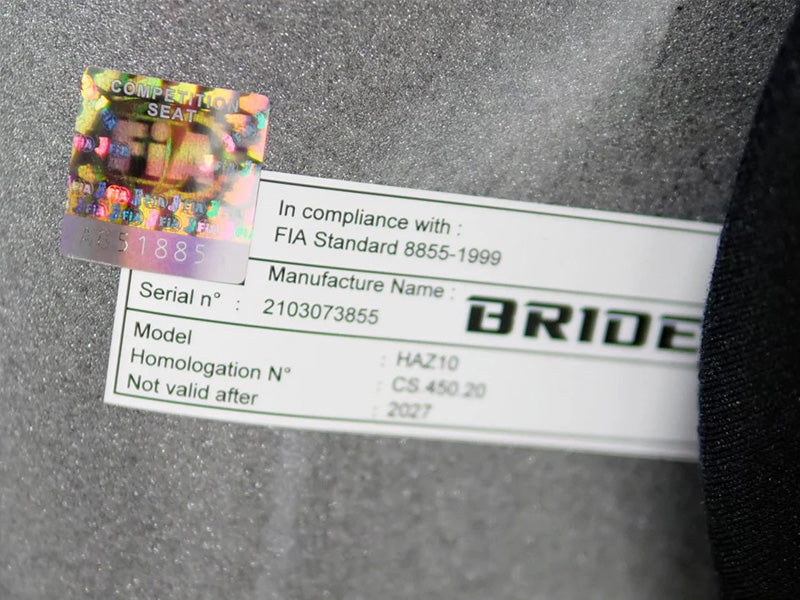 COMPETITION
SEAT
FIA
A851885
In compliance with :
FIA Standard 8855-1999
Manufacture Name :
BRIDE
Serial n° : 2103073855
Model : HAZ10
Homologation N° : CS 450.20
Not valid after : 2027